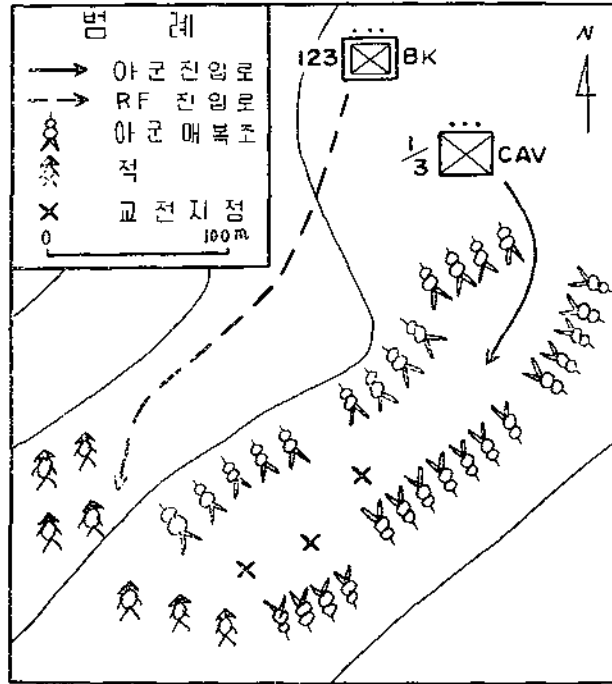 범 례
아군진입로
RF 진입로
아군매복조
적
교전지점
0 100m
123 BK
1/3 CAV
N